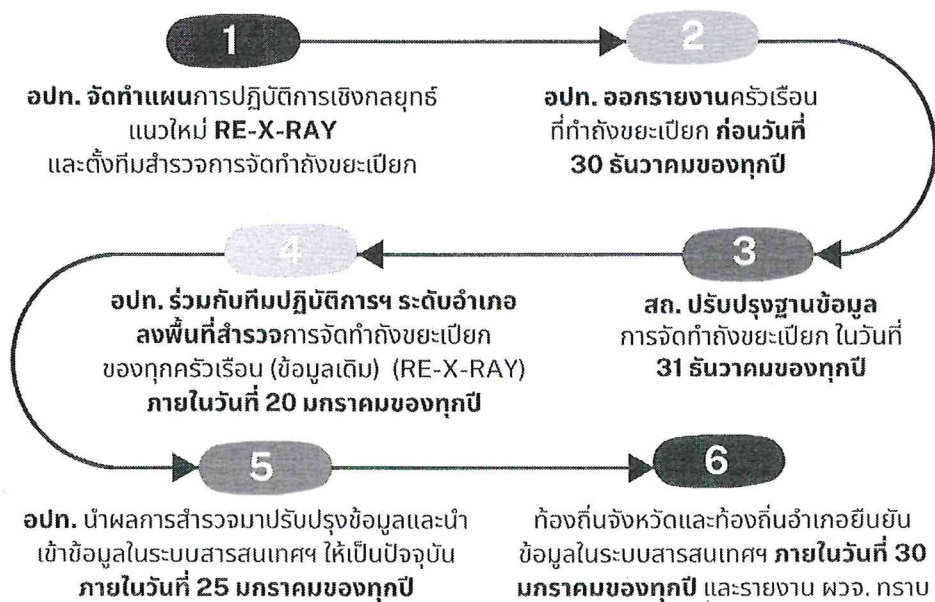 1
อปท. จัดทำแผนการปฏิบัติการเชิงกลยุทธ์
แนวใหม่ RE-X-RAY
และตั้งทีมสำรวจการจัดทำถังขยะเปียก
2
อปท. ออกรายงานครัวเรือน
ที่ทำถังขยะเปียก ก่อนวันที่
30 ธันวาคมของทุกปี
3
สถ. ปรับปรุงฐานข้อมูล
การจัดทำถังขยะเปียก ในวันที่
31 ธันวาคมของทุกปี
4
อปท. ร่วมกับทีมปฏิบัติการฯ ระดับอำเภอ
ลงพื้นที่สำรวจการจัดทำถังขยะเปียก
ของทุกครัวเรือน (ข้อมูลเดิม) (RE-X-RAY)
ภายในวันที่ 20 มกราคมของทุกปี
5
อปท. นำผลการสำรวจมาปรับปรุงข้อมูลและนำ
เข้าข้อมูลในระบบสารสนเทศฯ ให้เป็นปัจจุบัน
ภายในวันที่ 25 มกราคมของทุกปี
6
ท้องถิ่นจังหวัดและท้องถิ่นอำเภอยืนยัน
ข้อมูลในระบบสารสนเทศฯ ภายในวันที่ 30
มกราคมของทุกปี และรายงาน ผวจ. ทราบ